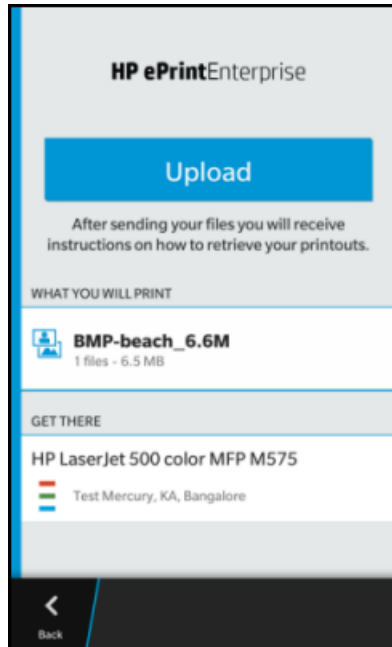 HP ePrintEnterprise
Upload
After sending your files you will receive
instructions on how to retrieve your printouts.
WHAT YOU WILL PRINT
BMP-beach_6.6M
1 files - 6.5 MB
GET THERE
HP LaserJet 500 color MFP M575
Test Mercury, KA, Bangalore
Back